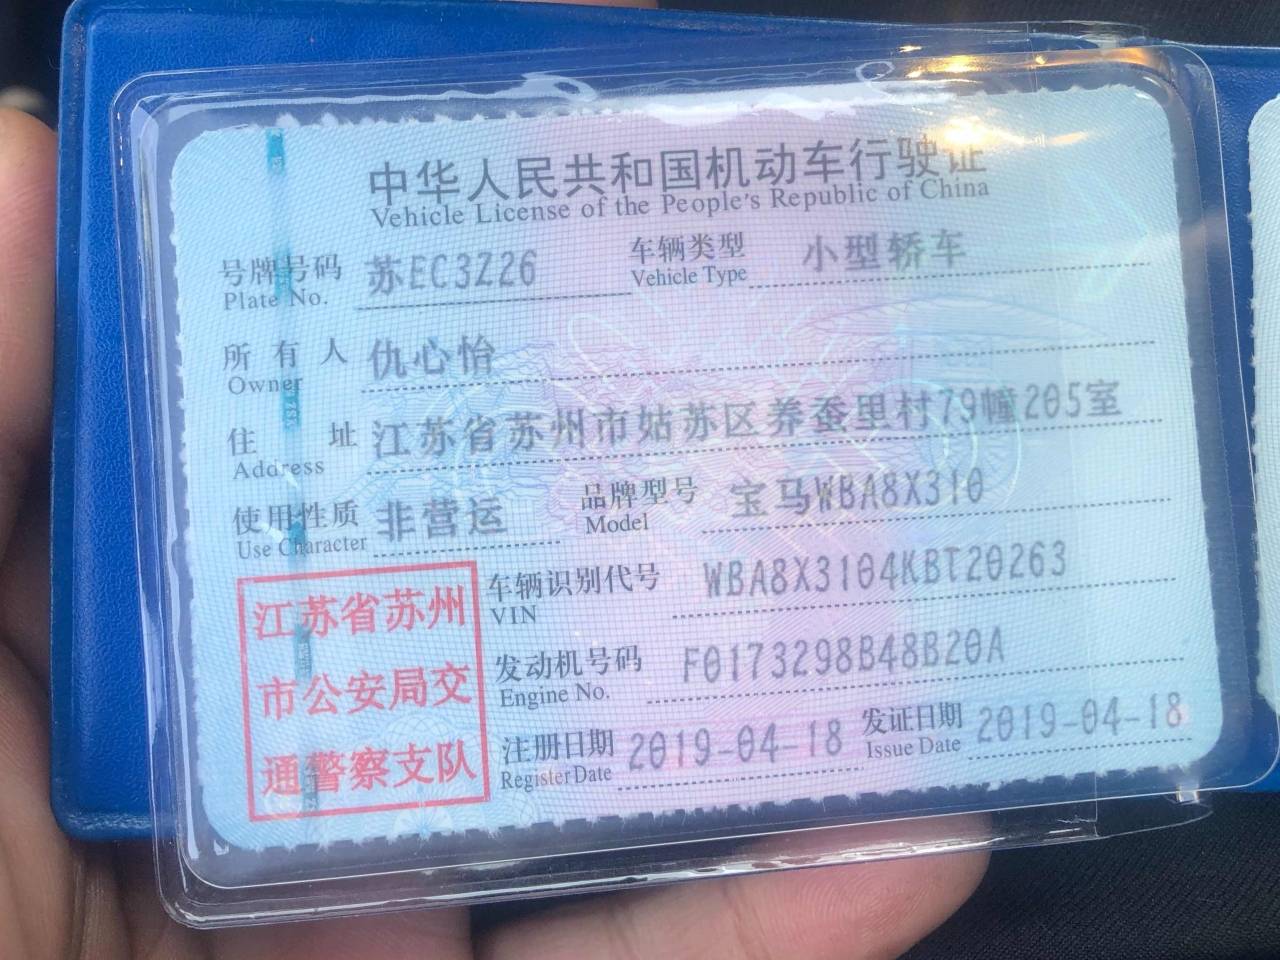 中华人民共和国机动车行驶证
Vehicle License of the People's Republic of China
号牌号码 苏EC3Z26 车辆类型 小型轿车
Plate No. Vehicle Type
所有人 仇心怡
Owner
住址 江苏省苏州市姑苏区养蚕里村79幢205室
Address
使用性质 非营运 品牌型号 宝马WBA8X310
Use Character Model
车辆识别代号 WBA8X3104KBT20263
VIN
发动机号码 F0173298B48B20A
Engine No.
注册日期 2019-04-18 发证日期 2019-04-18
Register Date Issue Date
江苏省苏州
市公安局交
通警察支队